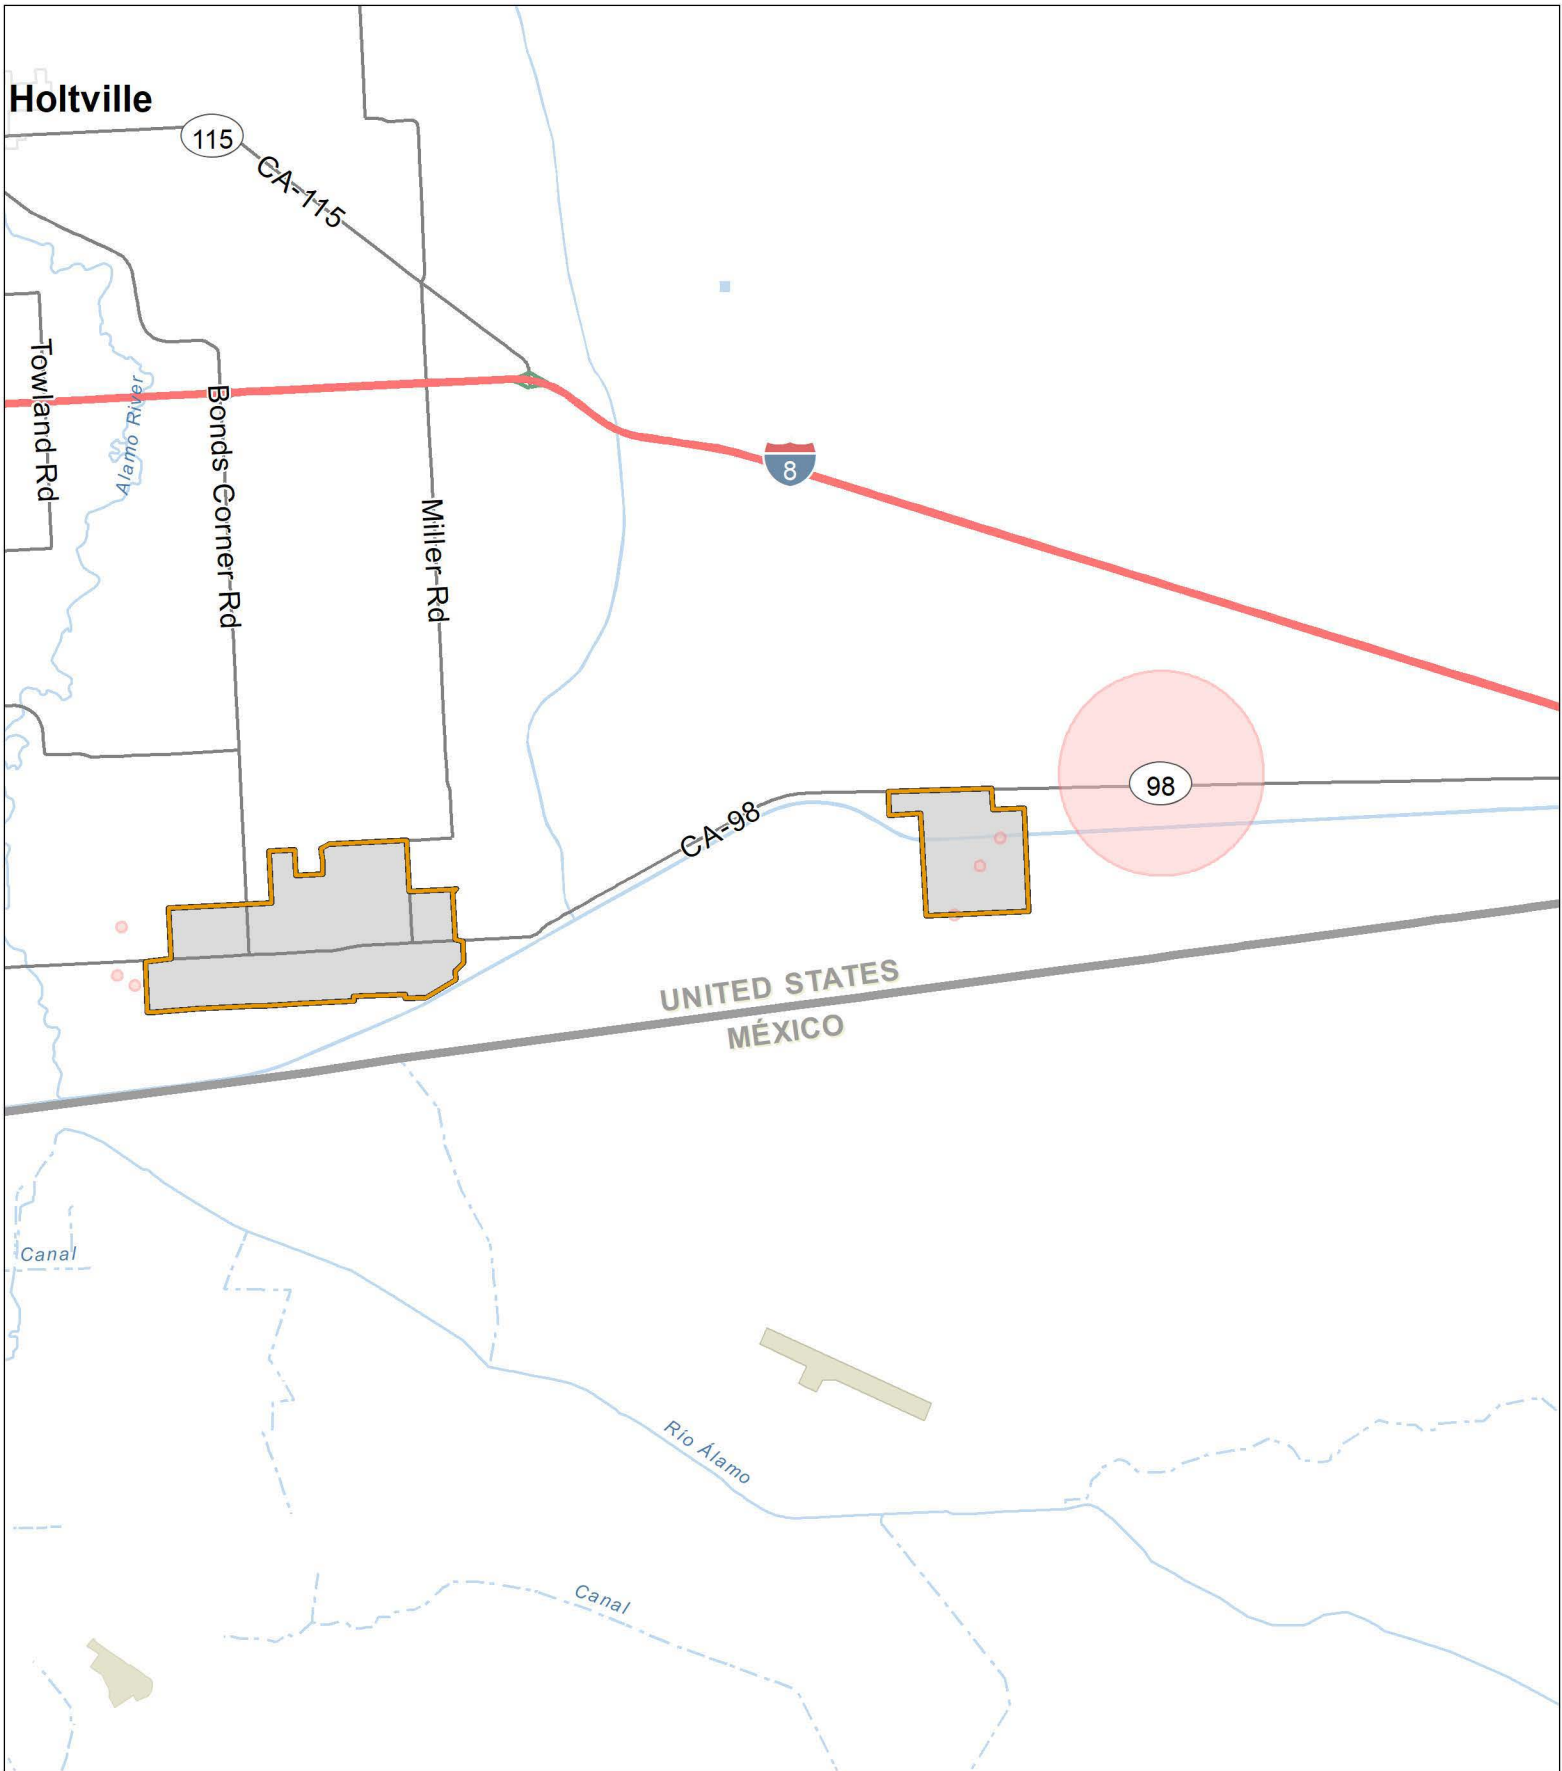 Holtville
115
CA-115
Towland Rd
Alamo River
Bonds Corner Rd
Miller Rd
8
98
CA-98
UNITED STATES
MÉXICO
Canal
Río Álamo
Canal